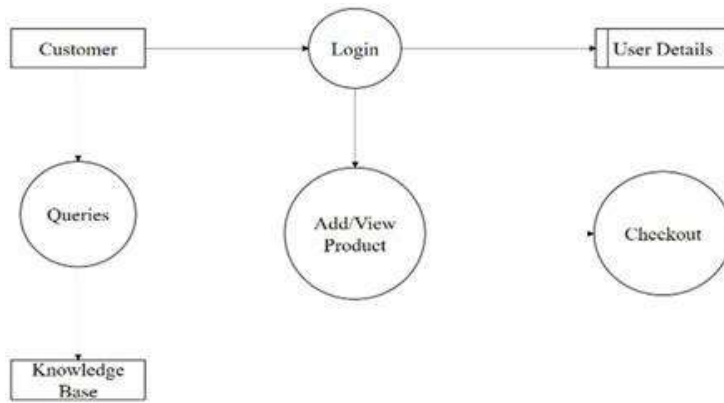 Customer
Login
User Details
Queries
Add/View
Product
Checkout
Knowledge
Base